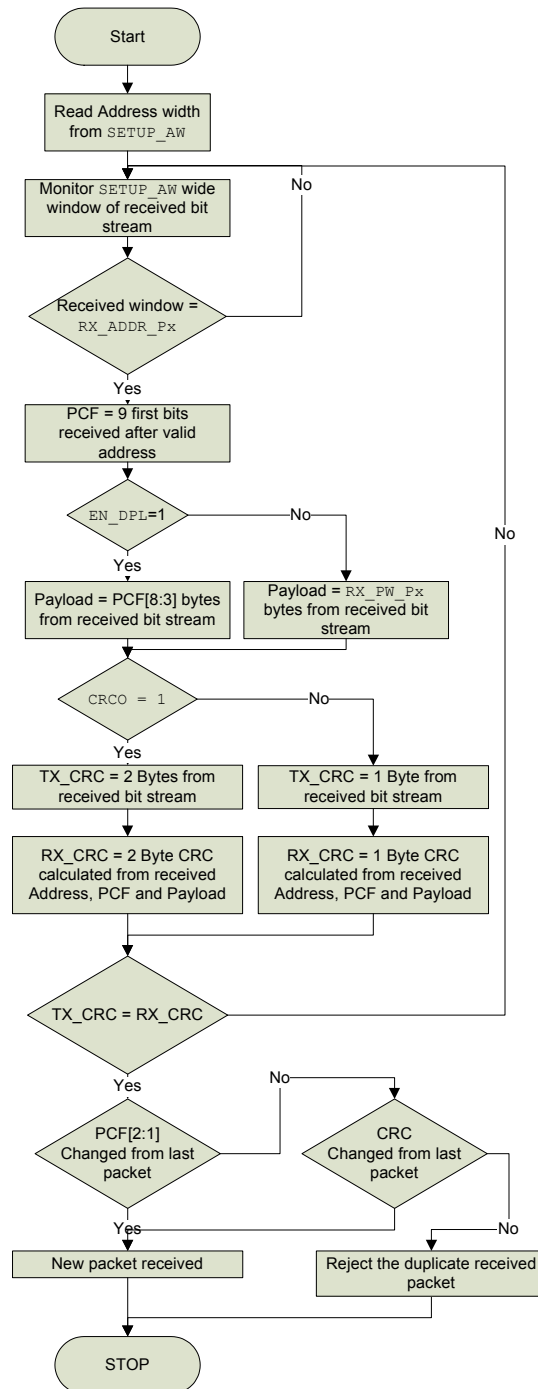 Start
Read Address width
from SETUP_AW
No
Monitor SETUP_AW wide
window of received bit
stream
Received window =
RX_ADDR_Px
Yes
PCF = 9 first bits
received after valid
address
EN_DPL=1
No
No
Yes
Payload = PCF[8:3] bytes
from received bit stream
Payload = RX_PW_Px
bytes from received bit
stream
CRCO = 1
No
Yes
TX_CRC = 2 Bytes from
received bit stream
TX_CRC = 1 Byte from
received bit stream
RX_CRC = 2 Byte CRC
calculated from received
Address, PCF and Payload
RX_CRC = 1 Byte CRC
calculated from received
Address, PCF and Payload
TX_CRC = RX_CRC
Yes
No
PCF[2:1]
Changed from last
packet
CRC
Changed from last
packet
Yes
No
New packet received
Reject the duplicate received
packet
STOP